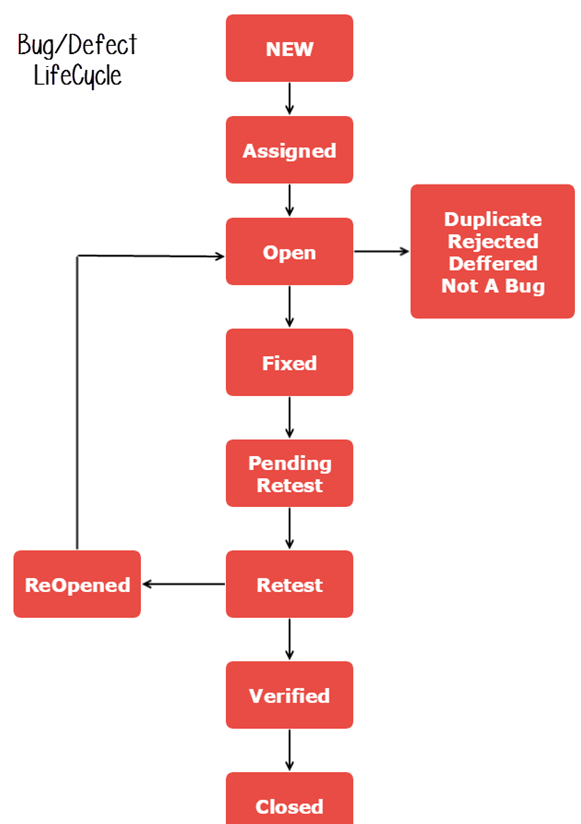 Bug/Defect
LifeCycle
NEW
Assigned
Open
Duplicate
Rejected
Deffered
Not A Bug
Fixed
Pending
Retest
ReOpened
Retest
Verified
Closed